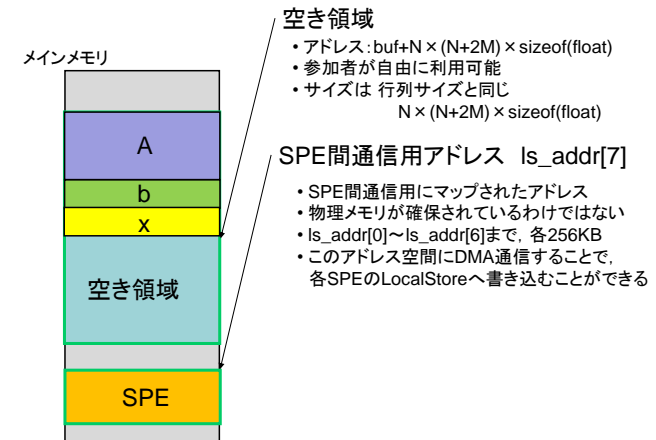 空き領域
• アドレス:buf+N×(N+2M)×sizeof(float)
• 参加者が自由に利用可能
• サイズは 行列サイズと同じ
N×(N+2M)×sizeof(float)
メインメモリ
A
b
x
空き領域
SPE
SPE間通信用アドレス ls_addr[7]
• SPE間通信用にマップされたアドレス
• 物理メモリが確保されているわけではない
• ls_addr[0]~ls_addr[6]まで, 各256KB
• このアドレス空間にDMA通信することで,
各SPEのLocalStoreへ書き込むことができる